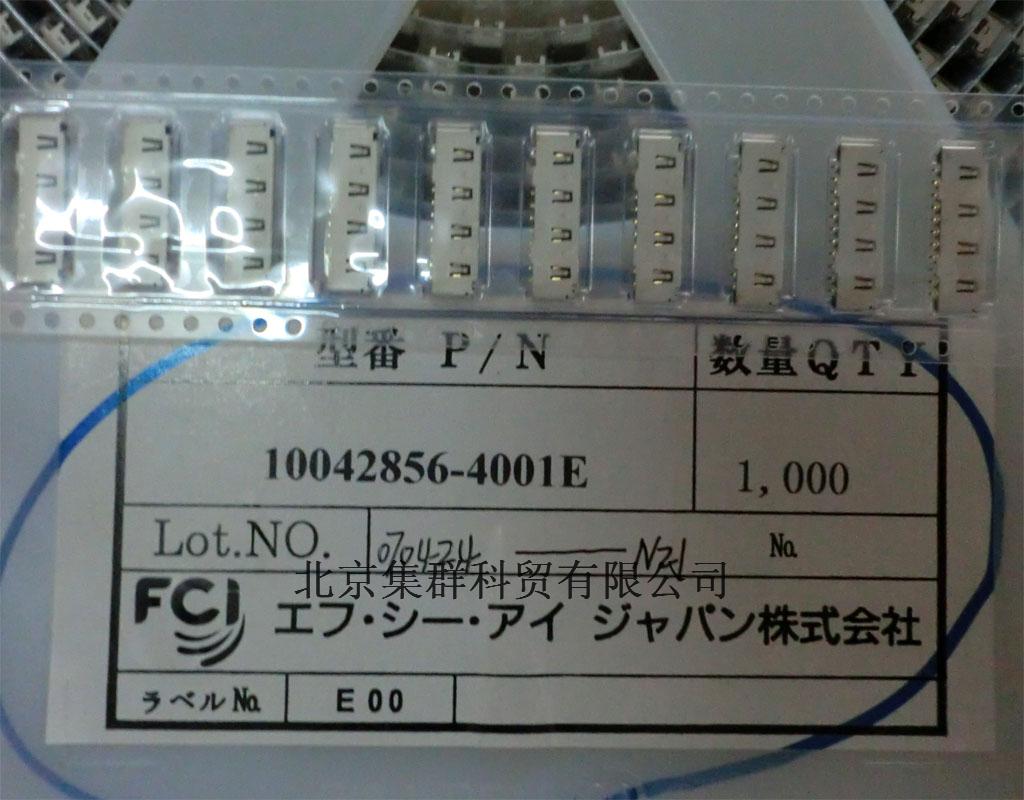 型番 P/N 数量QTY
10042856-4001E 1,000
Lot.NO. 070424 No.
北京集群科贸有限公司
FCi エフ・シー・アイ ジャパン株式会社
ラベルNo. E00